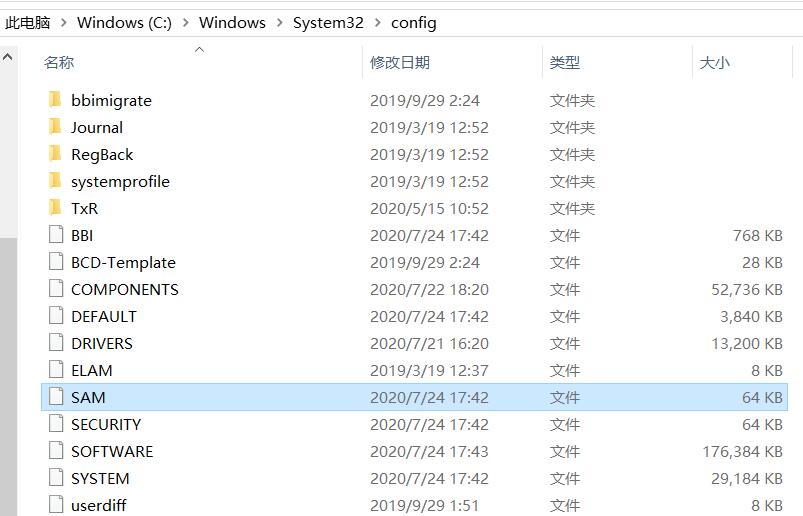 此电脑 > Windows (C:) > Windows > System32 > config
名称 修改日期 类型 大小
bbimigrate 2019/9/29 2:24 文件夹
Journal 2019/3/19 12:52 文件夹
RegBack 2019/3/19 12:52 文件夹
systemprofile 2019/3/19 12:52 文件夹
TxR 2020/5/15 10:52 文件夹
BBI 2020/7/24 17:42 文件 768 KB
BCD-Template 2019/9/29 2:24 文件 28 KB
COMPONENTS 2020/7/22 18:20 文件 52,736 KB
DEFAULT 2020/7/24 17:42 文件 3,840 KB
DRIVERS 2020/7/21 16:20 文件 13,200 KB
ELAM 2019/3/19 12:37 文件 8 KB
SAM 2020/7/24 17:42 文件 64 KB
SECURITY 2020/7/24 17:42 文件 64 KB
SOFTWARE 2020/7/24 17:43 文件 176,384 KB
SYSTEM 2020/7/24 17:42 文件 29,184 KB
userdiff 2019/9/29 1:51 文件 8 KB